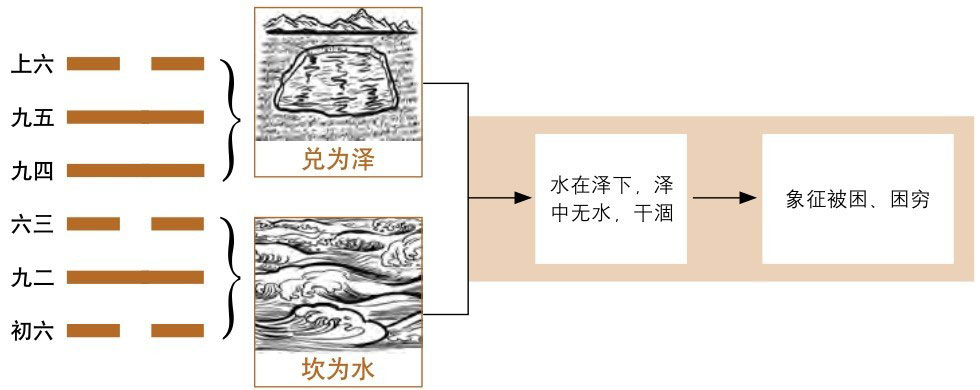 上六
九五
九四
六三
九二
初六
兑为泽
坎为水
水在泽下，泽
中无水，干涸
象征被困、困穷